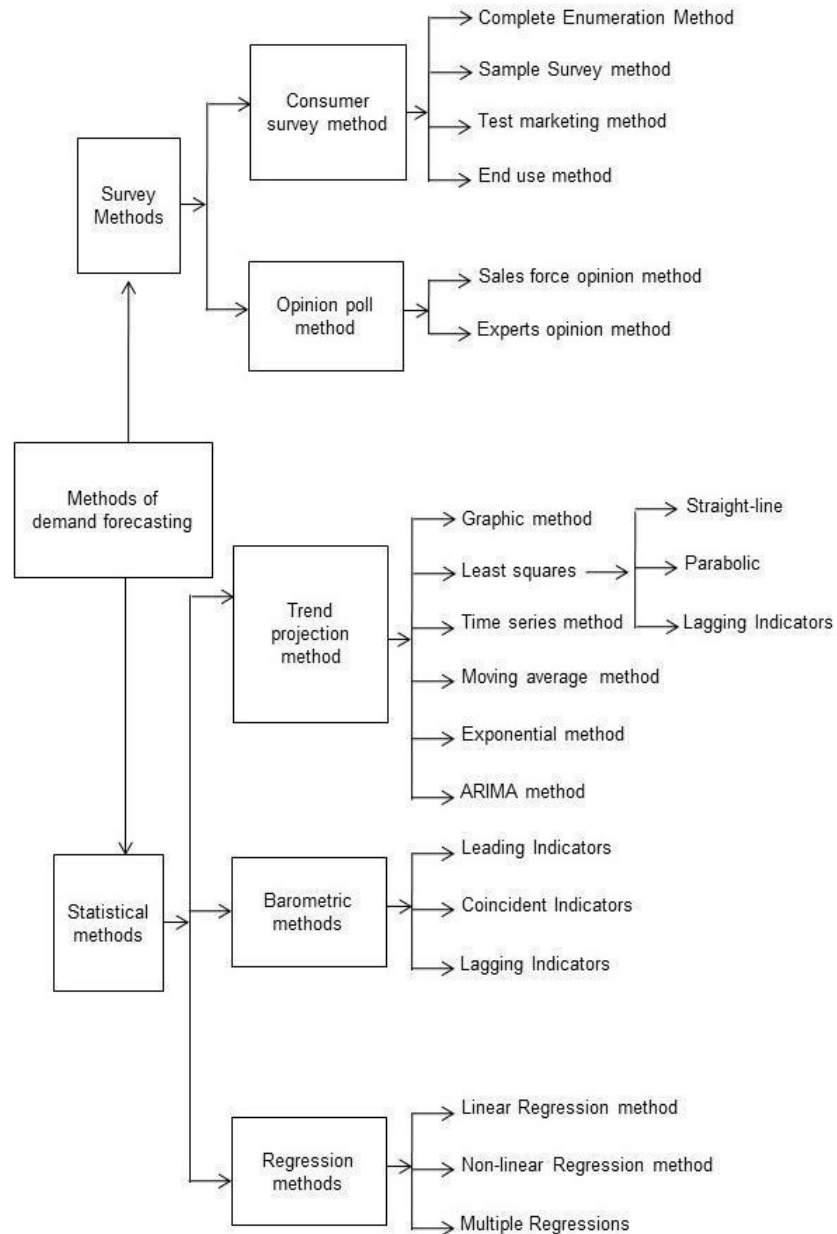 Complete Enumeration Method
Sample Survey method
Consumer
survey method
Test marketing method
End use method
Survey
Methods
Opinion poll
method
Sales force opinion method
Experts opinion method
Methods of
demand forecasting
Trend
projection
method
Graphic method
Least squares
Straight-line
Parabolic
Lagging Indicators
Time series method
Moving average method
Exponential method
ARIMA method
Statistical
methods
Barometric
methods
Leading Indicators
Coincident Indicators
Lagging Indicators
Regression
methods
Linear Regression method
Non-linear Regression method
Multiple Regressions